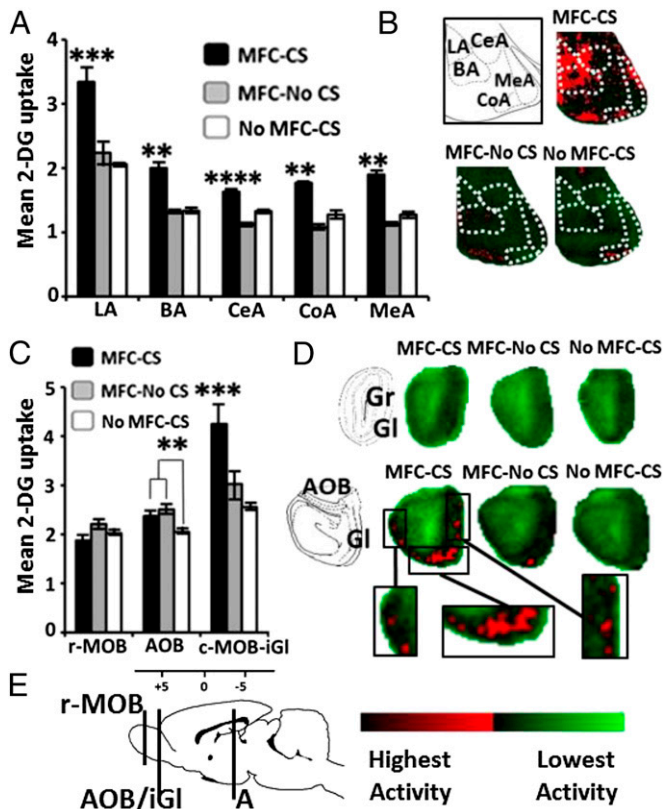 A
Mean 2-DG uptake
4
3
2
1
0
***
**
****
**
**
MFC-CS
MFC-No CS
No MFC-CS
LA BA CeA CoA MeA
B
MFC-CS
LA CeA
BA
MeA
CoA
MFC-No CS No MFC-CS
C
Mean 2-DG uptake
5
4
3
2
1
0
MFC-CS
MFC-No CS
No MFC-CS
***
**
r-MOB AOB c-MOB-iGl
D
MFC-CS MFC-No CS No MFC-CS
Gr
Gl
MFC-CS MFC-No CS No MFC-CS
AOB
Gl
E
+5 0 -5
r-MOB
AOB/iGl A
Highest Activity
Lowest Activity